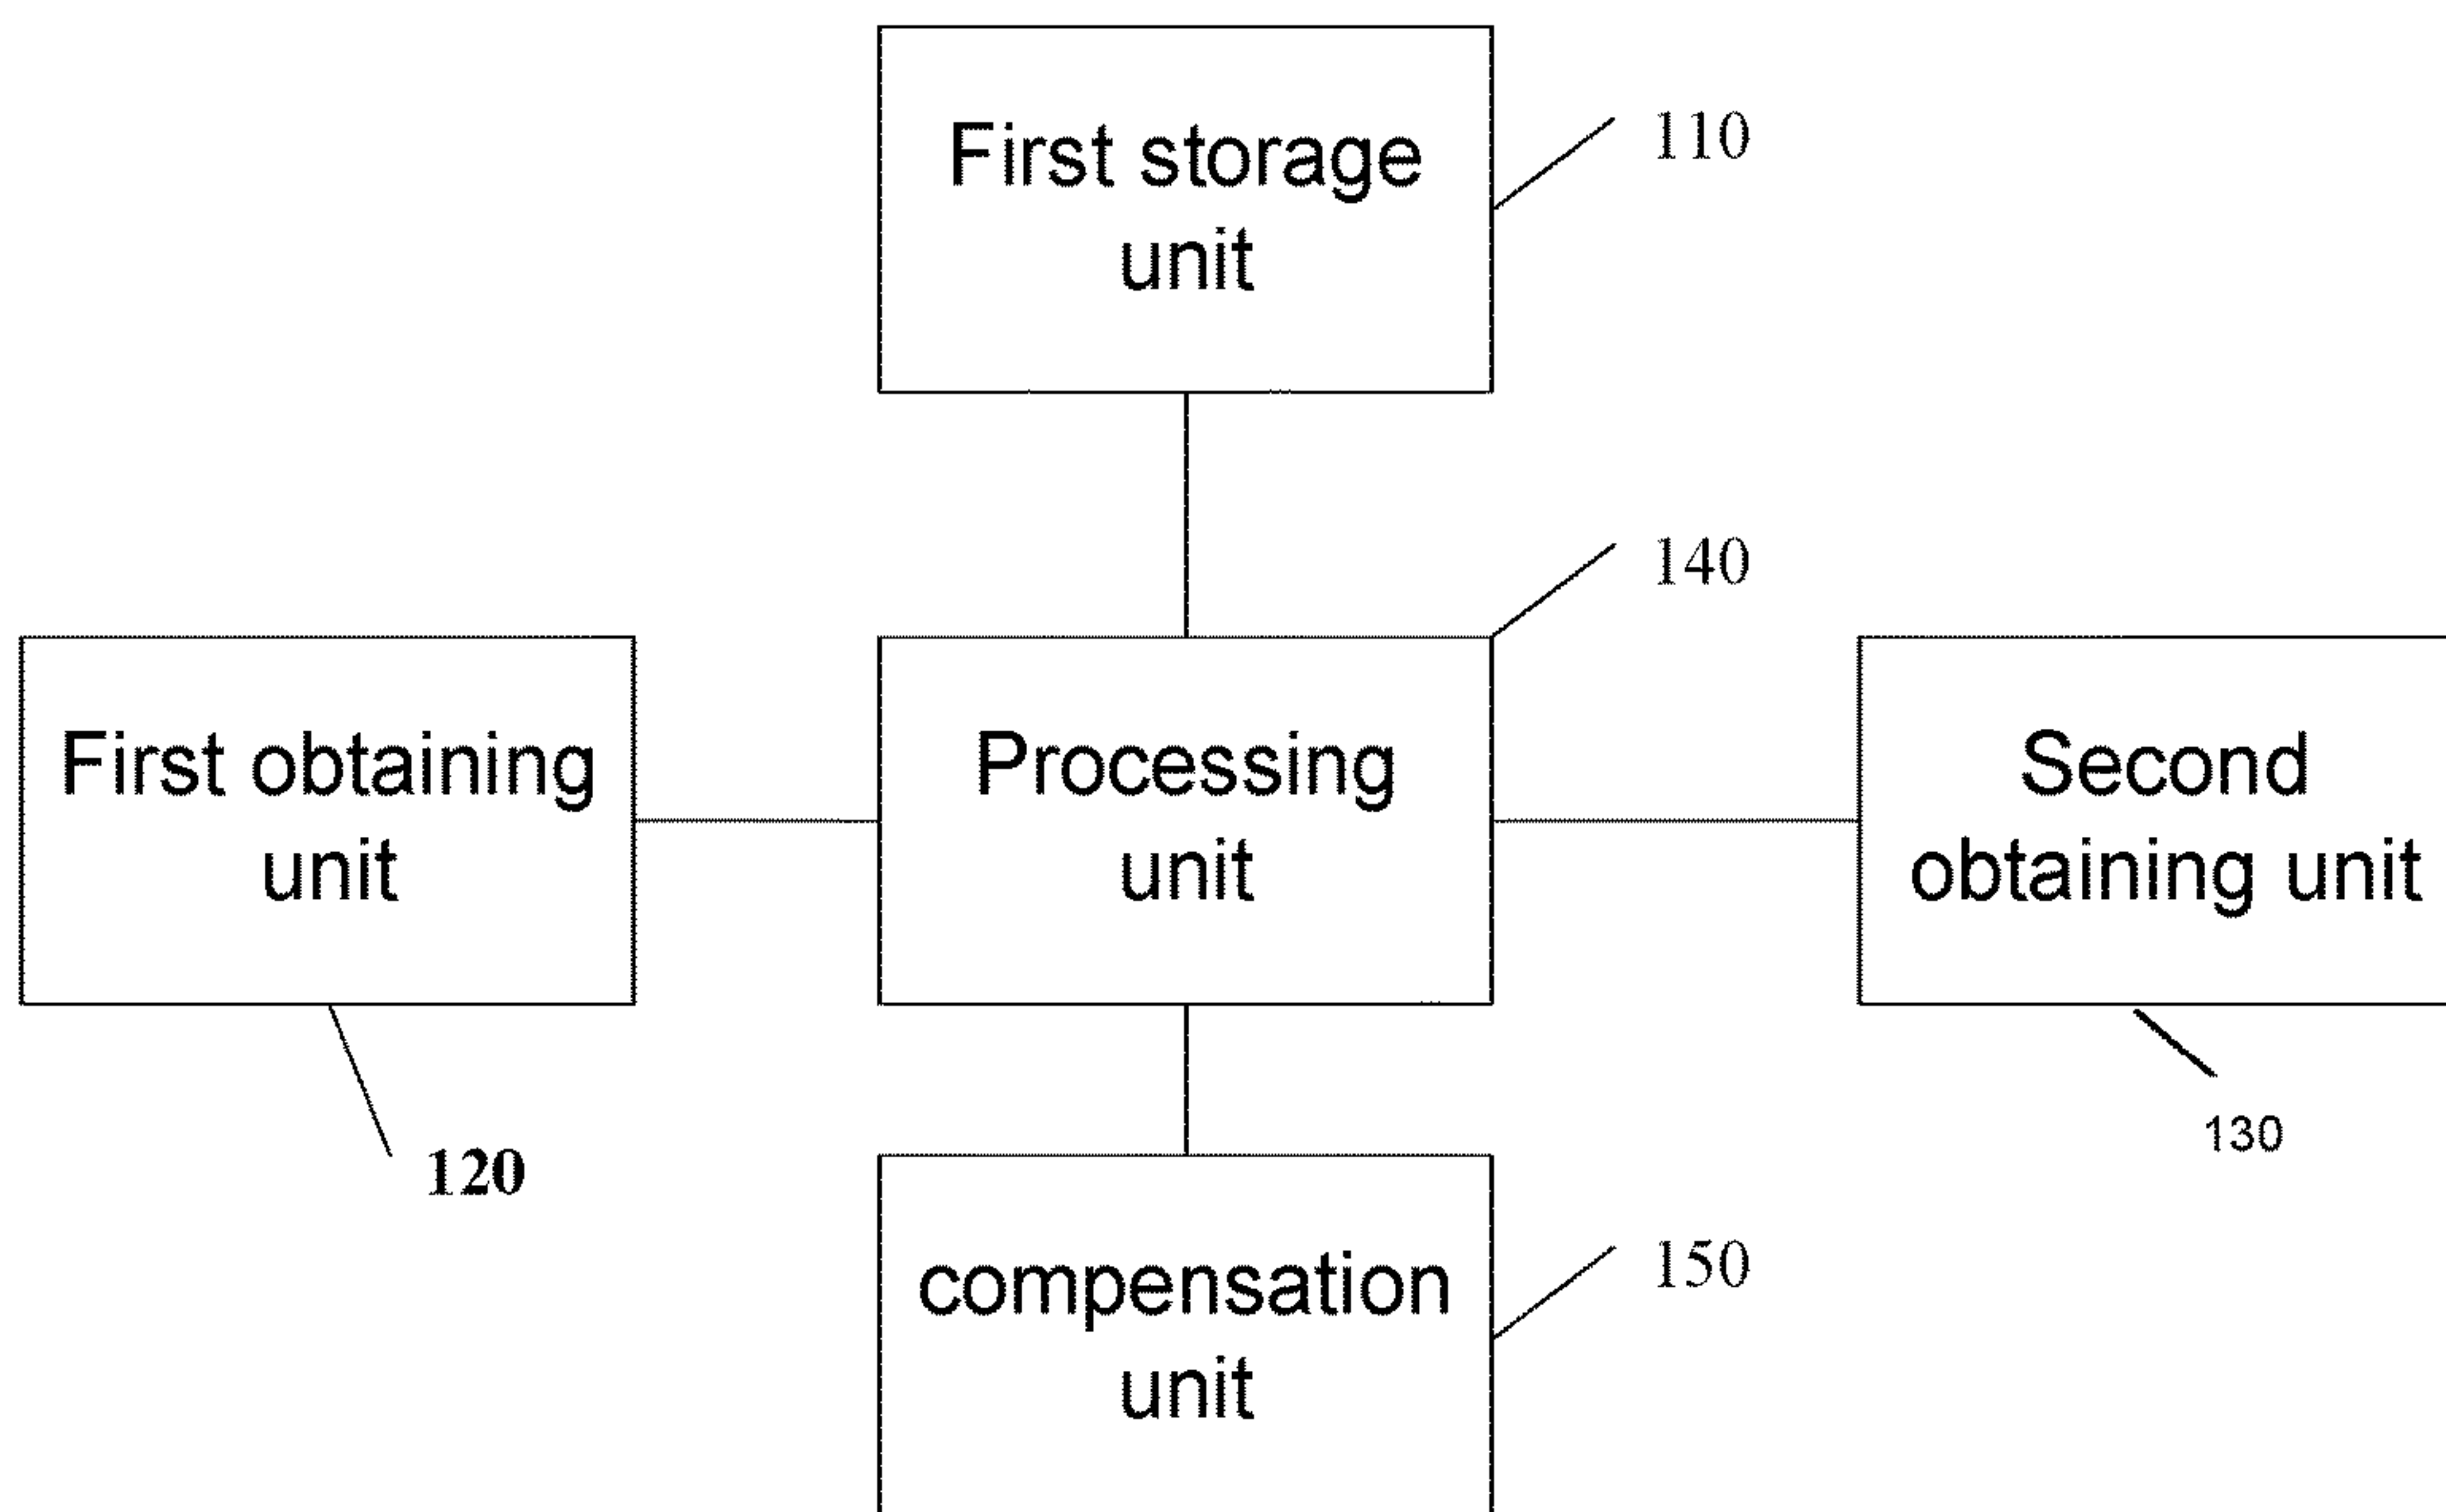 First storage
unit
110
140
First obtaining
unit
Processing
unit
Second
obtaining unit
120
130
compensation
unit
150